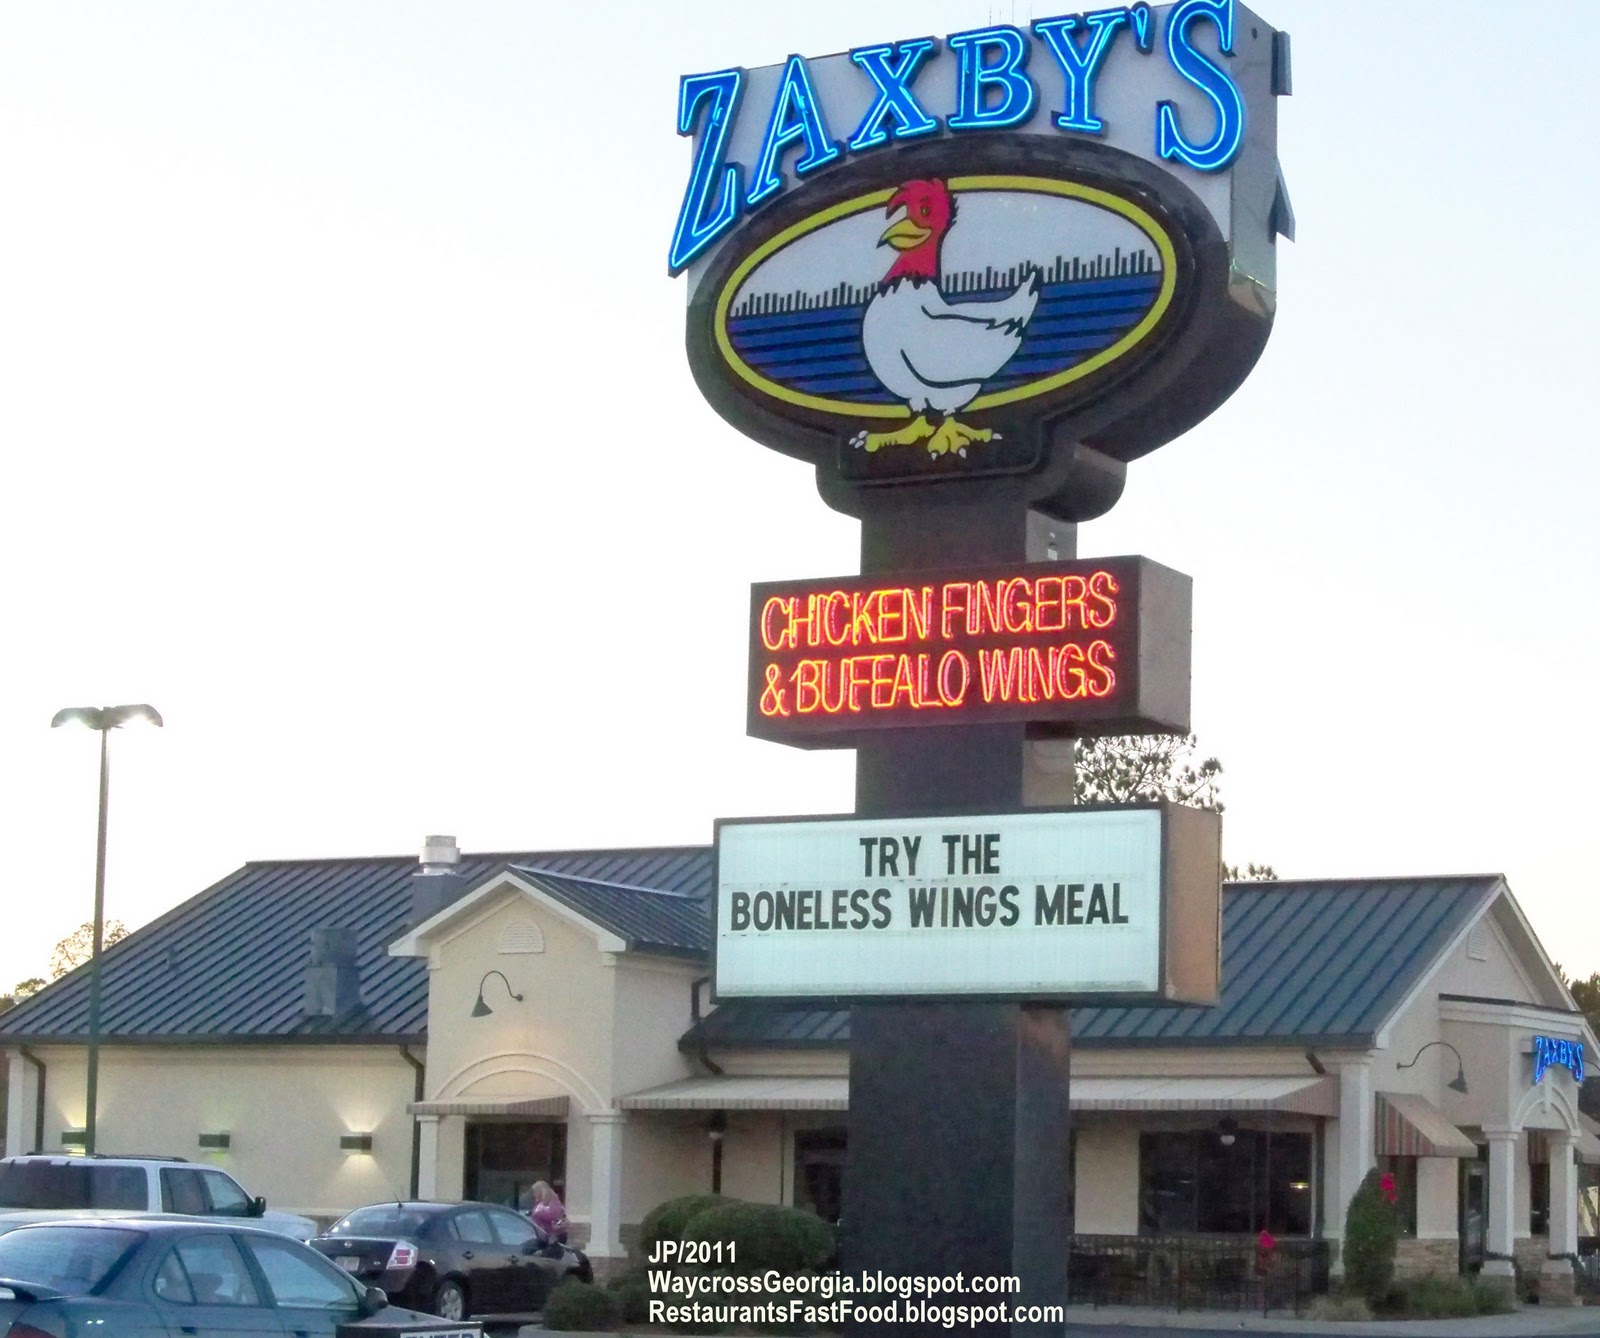 ZAXBY'S
CHICKEN FINGERS
& BUFFALO WINGS
TRY THE
BONELESS WINGS MEAL
ZAXBY'S
JP/2011
WaycrossGeorgia.blogspot.com
RestaurantsFastFood.blogspot.com
ENTER